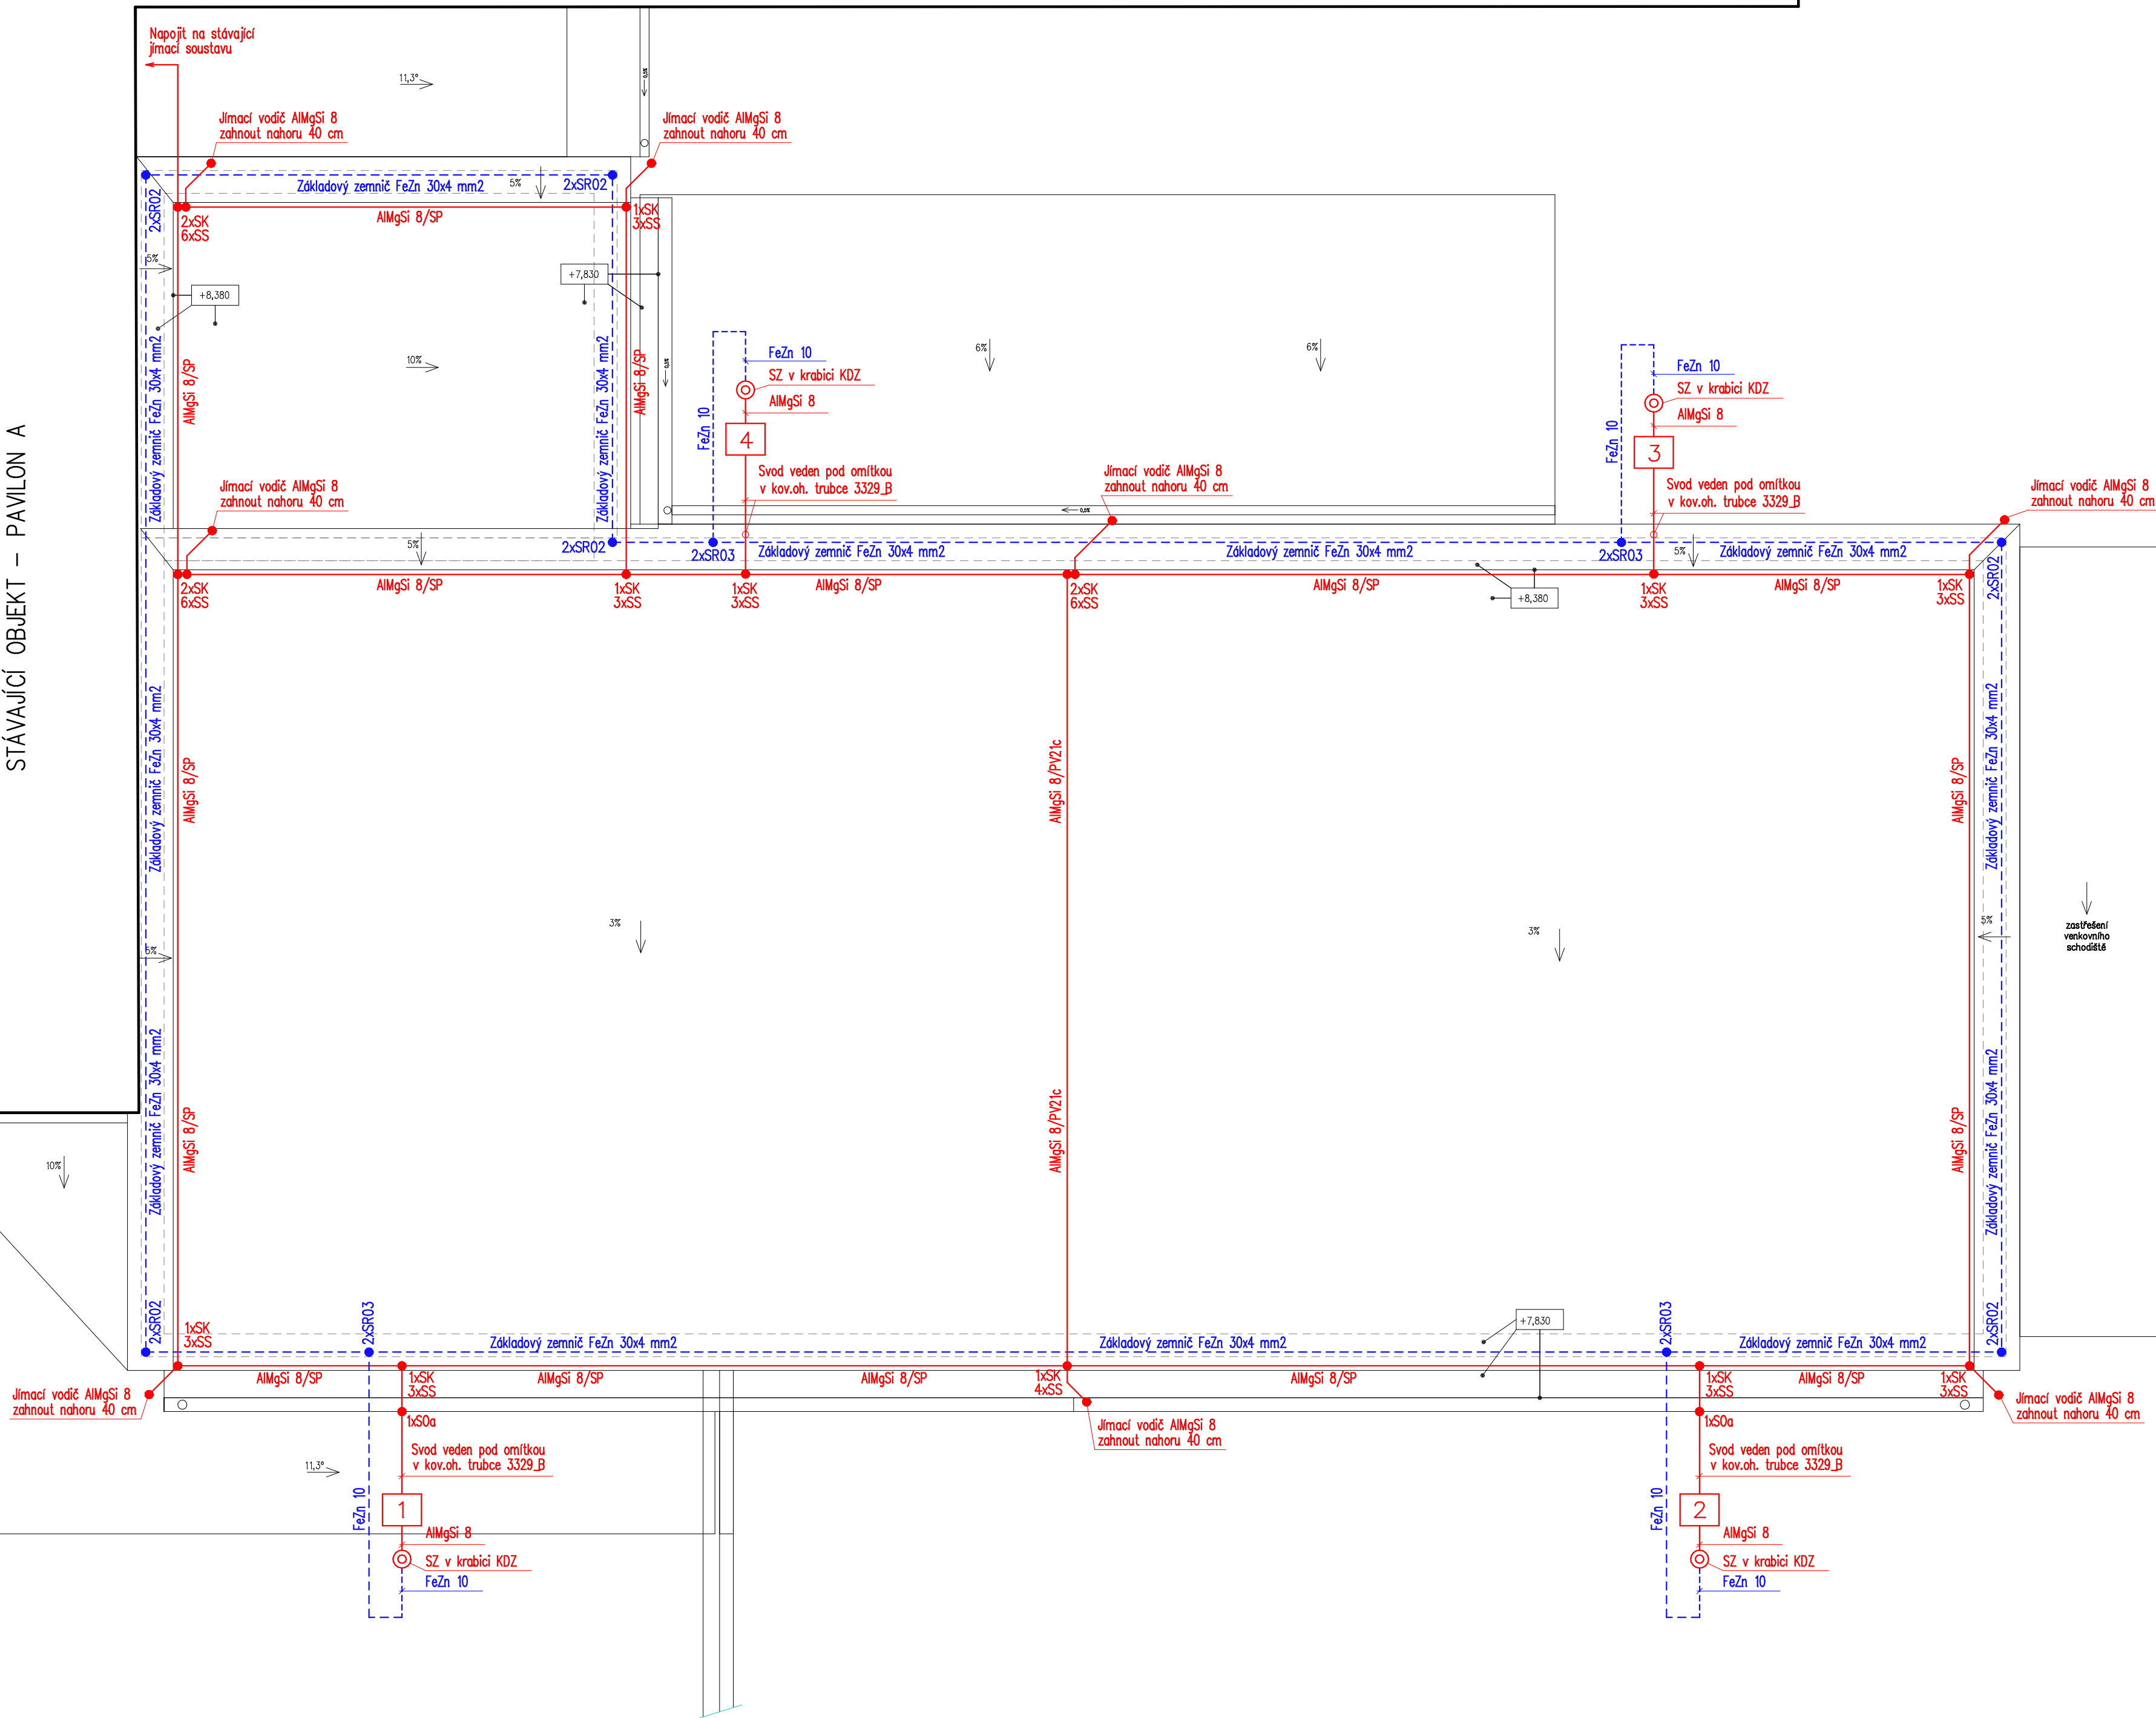 Napojit na stávající
jímací soustavu
11,3°
0,5%
Jímací vodič AlMgSi 8
zahnout nahoru 40 cm
Jímací vodič AlMgSi 8
zahnout nahoru 40 cm
Základový zemnič FeZn 30x4 mm2
5%
2xSR02
2xSR02
2xSK
6xSS
AlMgSi 8/SP
1xSK
3xSS
5%
+8,380
+7,830
10%
AlMgSi 8/SP
Základový zemnič FeZn 30x4 mm2
Základový zemnič FeZn 30x4 mm2
AlMgSi 8/SP
0,5%
6%
6%
FeZn 10
SZ v krabici KDZ
AlMgSi 8
FeZn 10
4
Svod veden pod omítkou
v kov.oh. trubce 3329_B
FeZn 10
SZ v krabici KDZ
AlMgSi 8
FeZn 10
3
Svod veden pod omítkou
v kov.oh. trubce 3329_B
STÁVAJÍCÍ OBJEKT - PAVILON A
Jímací vodič AlMgSi 8
zahnout nahoru 40 cm
Jímací vodič AlMgSi 8
zahnout nahoru 40 cm
Jímací vodič AlMgSi 8
zahnout nahoru 40 cm
0,5%
5%
2xSR02
2xSR03
Základový zemnič FeZn 30x4 mm2
Základový zemnič FeZn 30x4 mm2
2xSR03
5%
Základový zemnič FeZn 30x4 mm2
2xSR02
2xSK
6xSS
AlMgSi 8/SP
1xSK
3xSS
1xSK
3xSS
AlMgSi 8/SP
2xSK
6xSS
AlMgSi 8/SP
+8,380
1xSK
3xSS
AlMgSi 8/SP
1xSK
3xSS
Základový zemnič FeZn 30x4 mm2
AlMgSi 8/SP
AlMgSi 8/PV21c
AlMgSi 8/SP
Základový zemnič FeZn 30x4 mm2
3%
3%
5%
5%
zastřešení
venkovního
schodiště
Základový zemnič FeZn 30x4 mm2
AlMgSi 8/SP
AlMgSi 8/PV21c
AlMgSi 8/SP
Základový zemnič FeZn 30x4 mm2
10%
2xSR02
1xSK
3xSS
2xSR03
Základový zemnič FeZn 30x4 mm2
Základový zemnič FeZn 30x4 mm2
+7,830
2xSR03
Základový zemnič FeZn 30x4 mm2
2xSR02
AlMgSi 8/SP
1xSK
3xSS
AlMgSi 8/SP
AlMgSi 8/SP
1xSK
4xSS
AlMgSi 8/SP
1xSK
3xSS
AlMgSi 8/SP
1xSK
3xSS
Jímací vodič AlMgSi 8
zahnout nahoru 40 cm
1xSOa
Jímací vodič AlMgSi 8
zahnout nahoru 40 cm
1xSOa
Jímací vodič AlMgSi 8
zahnout nahoru 40 cm
11,3°
Svod veden pod omítkou
v kov.oh. trubce 3329_B
FeZn 10
1
AlMgSi 8
SZ v krabici KDZ
FeZn 10
Svod veden pod omítkou
v kov.oh. trubce 3329_B
FeZn 10
2
AlMgSi 8
SZ v krabici KDZ
FeZn 10